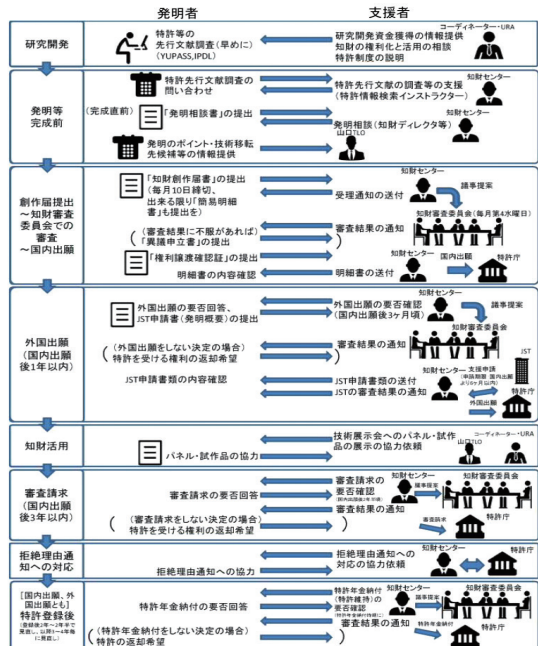 発明者
支援者
研究開発
特許等の
先行文献調査(早めに)
(YUPASS,IPDL)
研究開発資金獲得の情報提供
知財の権利化と活用の相談
特許制度の説明
コーディネーター・URA
発明等
完成前
特許先行文献調査の
問い合わせ
特許先行文献の調査等の支援
(特許情報検索インストラクター)
知財センター
(完成直前)
「発明相談書」の提出
発明相談(知財ディレクタ等)
知財センター
発明のポイント・技術移転
先候補等の情報提供
山口TLO
創作届提出
～知財審査
委員会での
審査
～国内出願
「知財創作届書」の提出
(毎月10日締切、
出来る限り「簡易明細
書」も提出を)
受理通知の送付
知財センター
議事提案
知財審査委員会(毎月第4水曜日)
(審査結果に不服があれば)
「異議申立書」の提出
審査結果の通知
「権利譲渡確認証」の提出
明細書の内容確認
明細書の送付
知財センター
国内出願
特許庁
外国出願
(国内出願
後1年以内)
外国出願の要否回答、
JST申請書(発明概要)の提出
外国出願の要否確認
(国内出願後3ヶ月頃)
知財センター
議事提案
知財審査委員会
(外国出願をしない決定の場合)
特許を受ける権利の返却希望
審査結果の通知
JST申請書類の内容確認
JST申請書類の送付
JSTの審査結果の通知
知財センター
支援申請
(申請期限 国内出願
より6ヶ月以内)
JST
外国出願
特許庁
知財活用
パネル・試作品の協力
技術展示会へのパネル・試作
品の展示の協力依頼
山口TLO
コーディネーター・URA
審査請求
(国内出願
後3年以内)
審査請求の要否回答
審査請求の
要否確認
知財センター
議事提案
知財審査委員会
(審査請求をしない決定の場合)
特許を受ける権利の返却希望
審査結果の通知
審査請求
特許庁
拒絶理由通
知への対応
拒絶理由通知への協力
拒絶理由通知への
対応の協力依頼
知財センター
特許庁
[国内出願、外
国出願とも]
特許登録後
特許年金納付の要否回答
特許年金納付
(特許維持)の
要否確認
知財センター
議事提案
知財審査委員会
(特許年金納付をしない決定の場合)
特許の返却希望
審査結果の通知
特許年金納付
特許庁